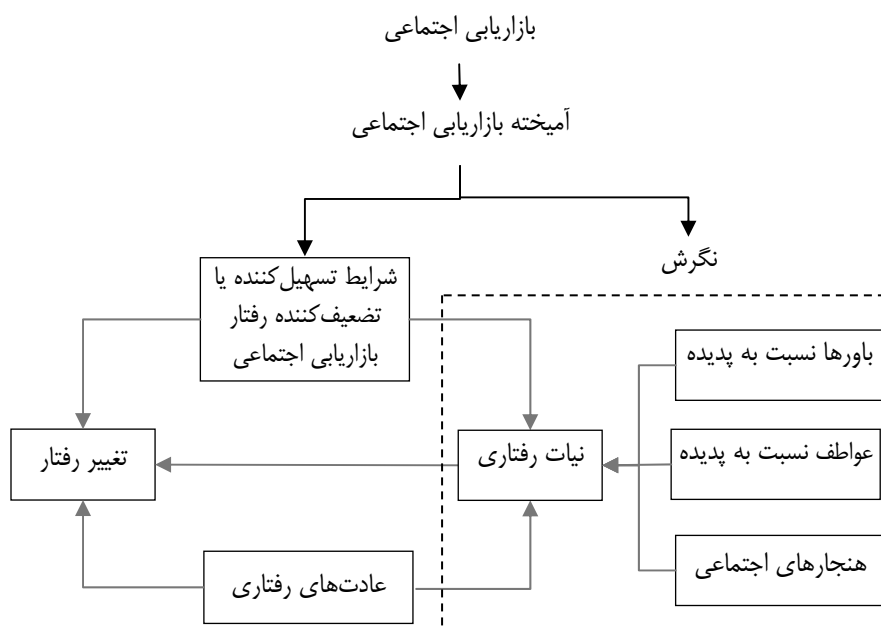 بازاریابی اجتماعی
آمیخته بازاریابی اجتماعی
نگرش
شرایط تسهیل‌کننده یا
تضعیف‌کننده رفتار
بازاریابی اجتماعی
باورها نسبت به پدیده
عواطف نسبت به پدیده
نیات رفتاری
تغییر رفتار
هنجارهای اجتماعی
عادت‌های رفتاری